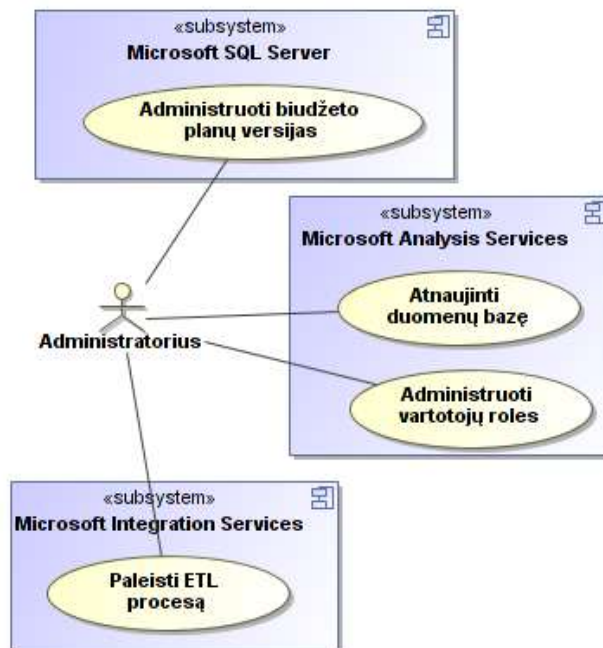 «subsystem»
Microsoft SQL Server
Administruoti biudžeto
planų versijas
«subsystem»
Microsoft Analysis Services
Atnaujinti
duomenų bazę
Administratorius
Administruoti
vartotojų roles
«subsystem»
Microsoft Integration Services
Paleisti ETL
procesą